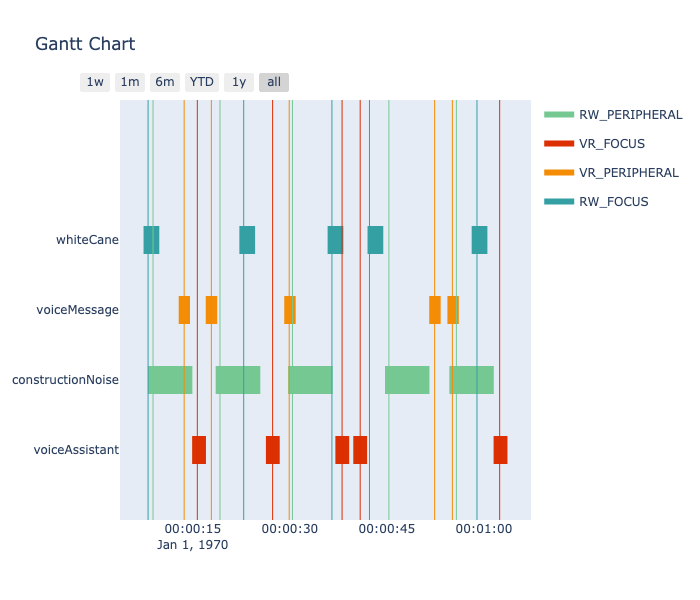 Gantt Chart
1w 1m 6m YTD 1y all
RW_PERIPHERAL
VR_FOCUS
VR_PERIPHERAL
RW_FOCUS
whiteCane
voiceMessage
constructionNoise
voiceAssistant
00:00:15 00:00:30 00:00:45 00:01:00
Jan 1, 1970